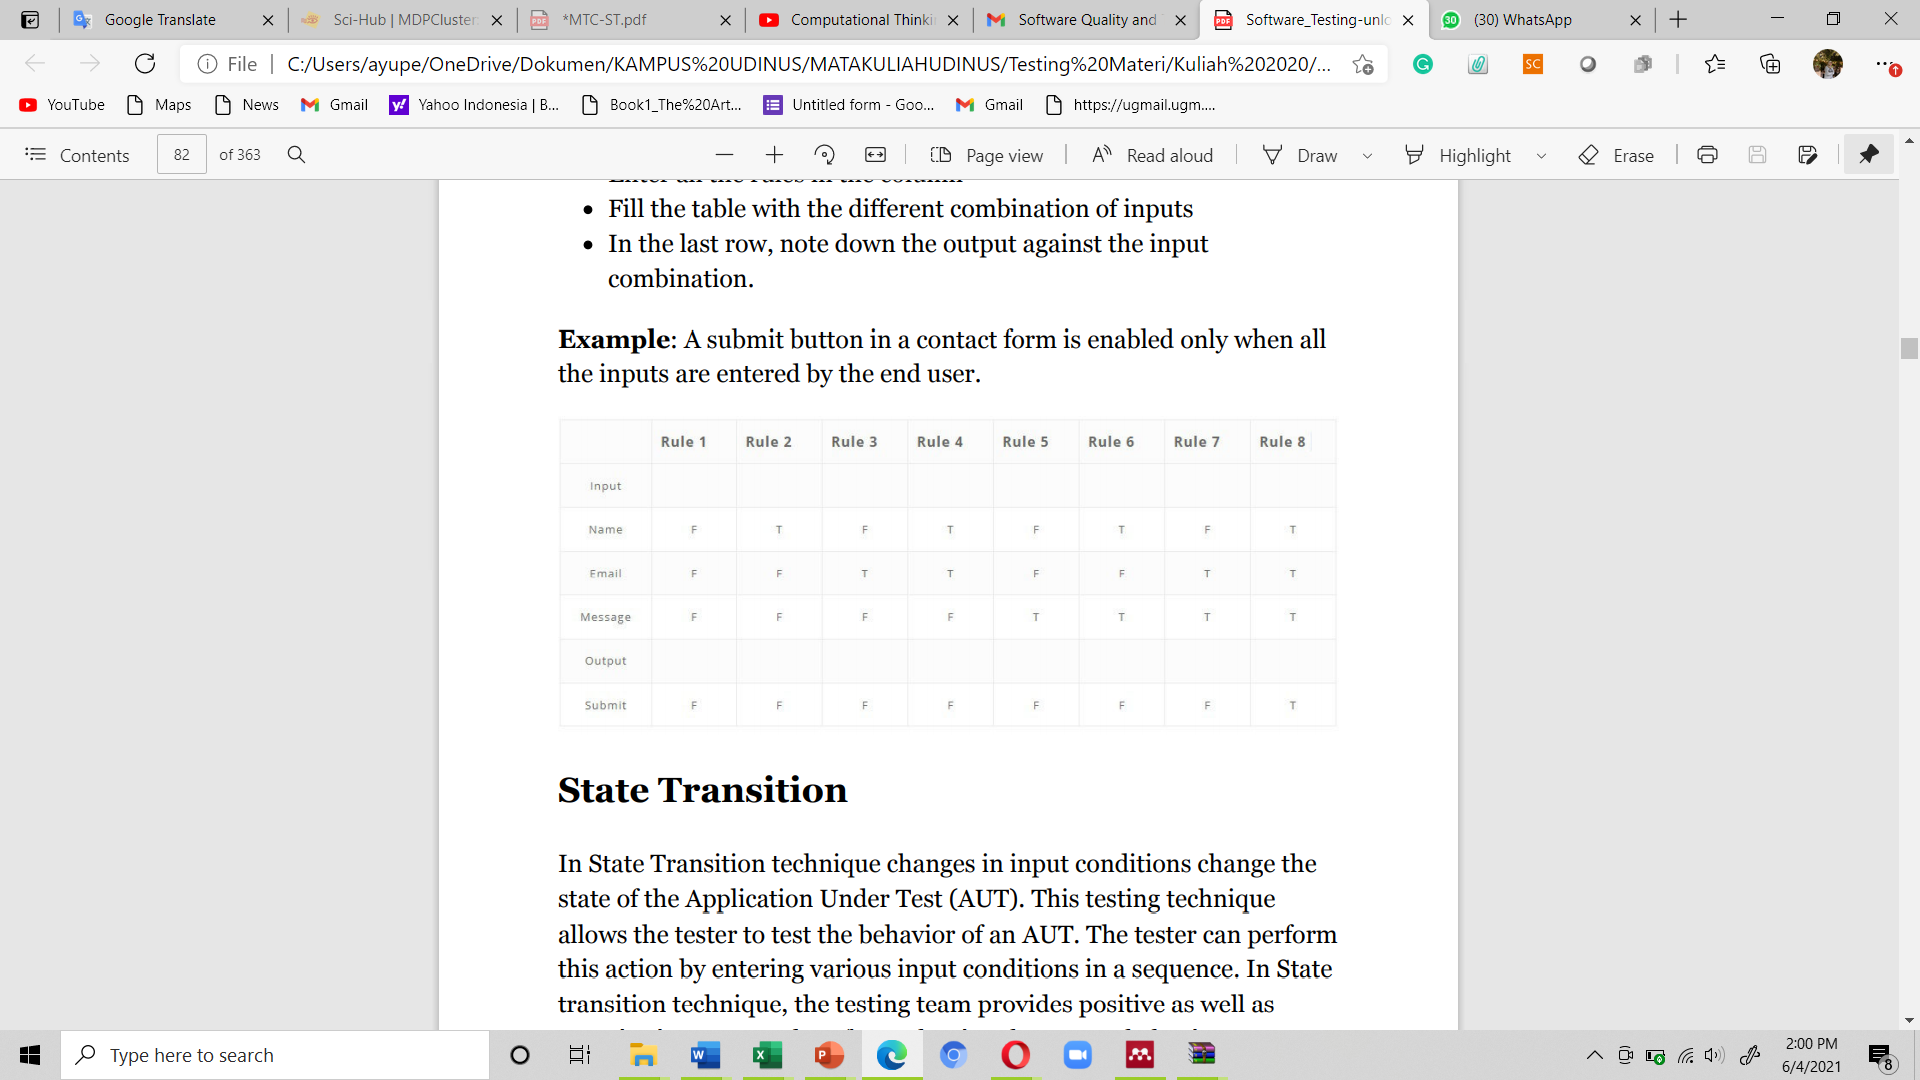 Google Translate
Sci-Hub | MDPCluster
*MTC-ST.pdf
Computational Thinki
Software Quality and
Software_Testing-unlo
(30) WhatsApp
File
C:/Users/ayupe/OneDrive/Dokumen/KAMPUS%20UDINUS/MATAKULIAHUDINUS/Testing%20Materi/Kuliah%202020/...
YouTube
Maps
News
Gmail
Yahoo Indonesia | B...
Book1_The%20Art...
Untitled form - Goo...
Gmail
https://ugmail.ugm....
Contents
82
of 363
Page view
Read aloud
Draw
Highlight
Erase
• Fill the table with the different combination of inputs
• In the last row, note down the output against the input
combination.
Example: A submit button in a contact form is enabled only when all
the inputs are entered by the end user.
Rule 1 Rule 2 Rule 3 Rule 4 Rule 5 Rule 6 Rule 7 Rule 8
Input
Name F T F T F T F T
Email F F T T F F T T
Message F F F F T T T T
Output
Submit F F F F F F F T
State Transition
In State Transition technique changes in input conditions change the
state of the Application Under Test (AUT). This testing technique
allows the tester to test the behavior of an AUT. The tester can perform
this action by entering various input conditions in a sequence. In State
transition technique, the testing team provides positive as well as
Type here to search
2:00 PM
6/4/2021
8